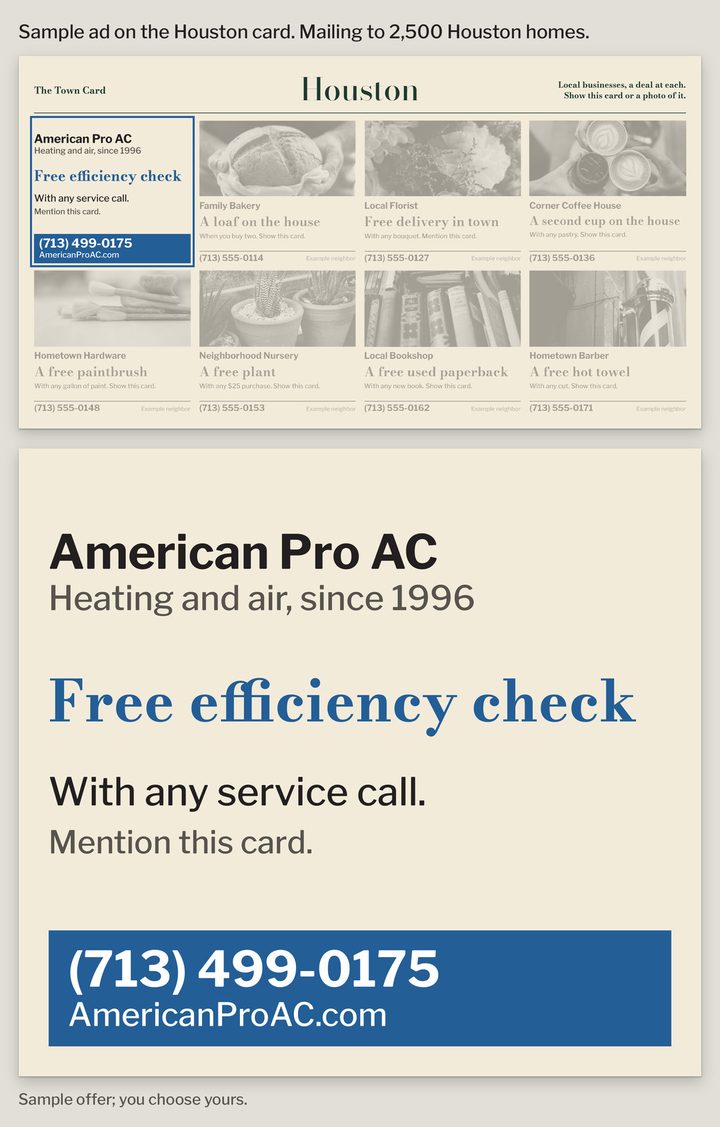 Sample ad on the Houston card. Mailing to 2,500 Houston homes.
The Town Card
Houston
Local businesses, a deal at each.
Show this card or a photo of it.
American Pro AC
Heating and air, since 1996
Free efficiency check
With any service call.
Mention this card.
(713) 499-0175
AmericanProAC.com
Family Bakery
A loaf on the house
When you buy two. Show this card.
(713) 555-0114
Example neighbor
Local Florist
Free delivery in town
With any bouquet. Mention this card.
(713) 555-0127
Example neighbor
Corner Coffee House
A second cup on the house
With any pastry. Show this card.
(713) 555-0136
Example neighbor
Hometown Hardware
A free paintbrush
With any gallon of paint. Show this card.
(713) 555-0148
Example neighbor
Neighborhood Nursery
A free plant
With any $25 purchase. Show this card.
(713) 555-0153
Example neighbor
Local Bookshop
A free used paperback
With any new book. Show this card.
(713) 555-0162
Example neighbor
Hometown Barber
A free hot towel
With any cut. Show this card.
(713) 555-0171
Example neighbor
American Pro AC
Heating and air, since 1996
Free efficiency check
With any service call.
Mention this card.
(713) 499-0175
AmericanProAC.com
Sample offer; you choose yours.